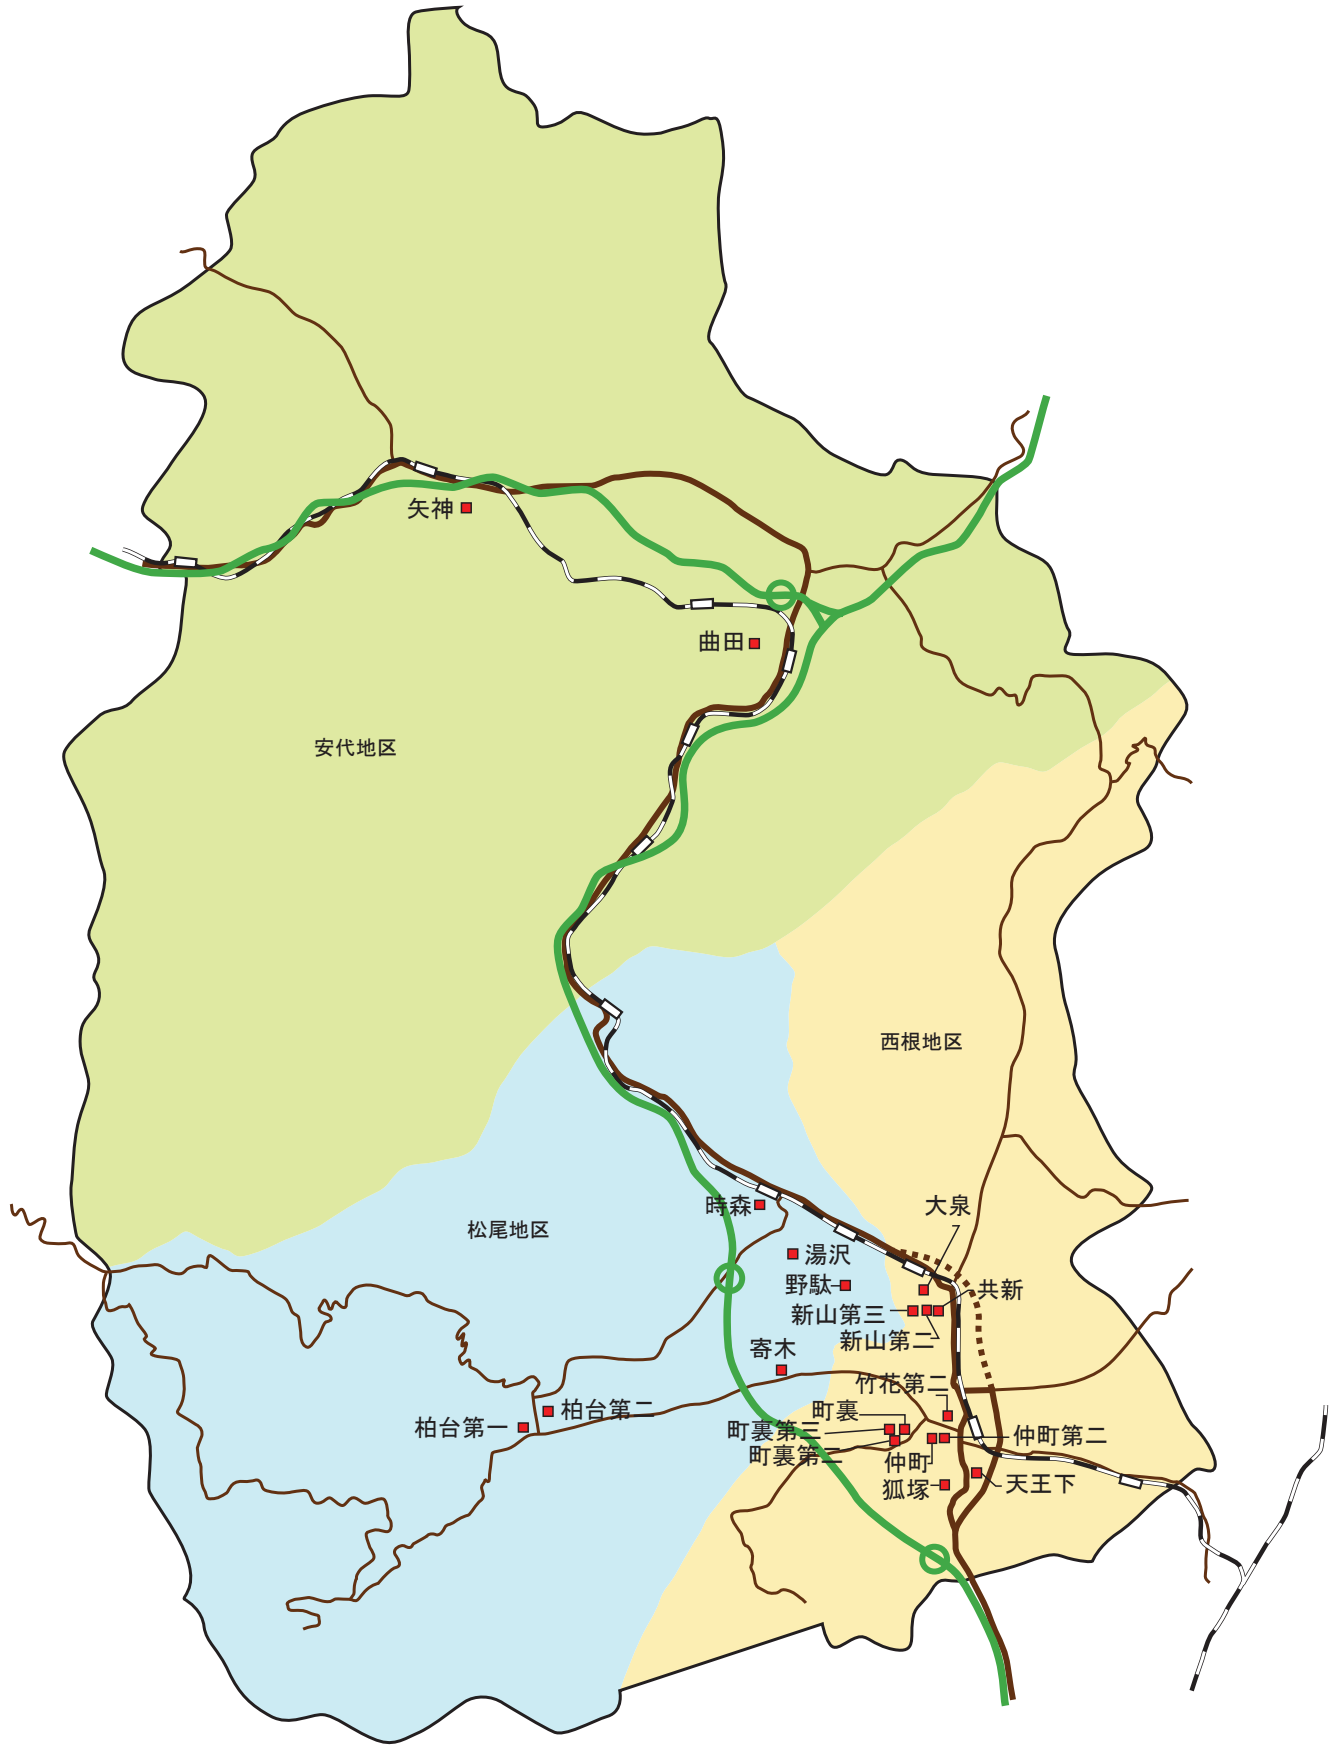 矢神
曲田
安代地区
西根地区
時森
大泉
松尾地区
湯沢
野駄
共新
新山第三
新山第二
寄木
竹花第二
柏台第二
町裏
柏台第一
町裏第三
仲町第二
町裏第二
仲町
狐塚
天王下